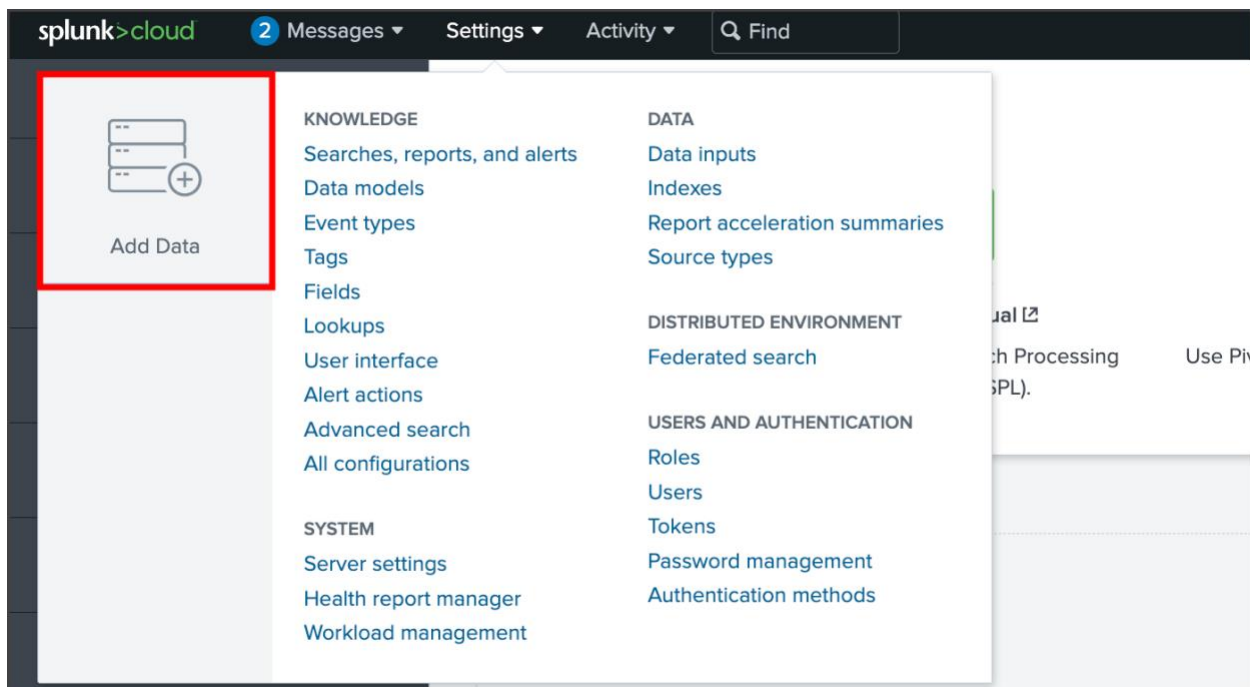 splunk>cloud 2 Messages Settings Activity Find
Add Data
KNOWLEDGE
Searches, reports, and alerts
Data models
Event types
Tags
Fields
Lookups
User interface
Alert actions
Advanced search
All configurations
SYSTEM
Server settings
Health report manager
Workload management
DATA
Data inputs
Indexes
Report acceleration summaries
Source types
DISTRIBUTED ENVIRONMENT
Federated search
USERS AND AUTHENTICATION
Roles
Users
Tokens
Password management
Authentication methods
Processing
Use
SPL).